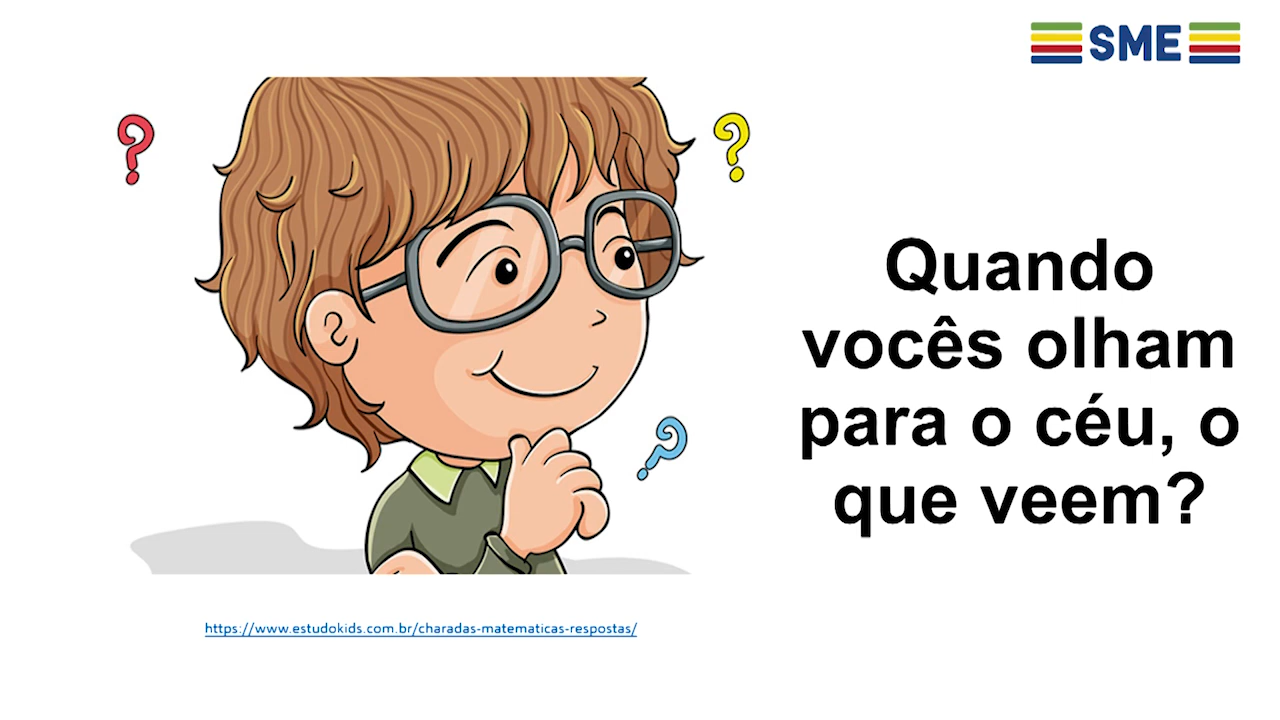 SME
Quando
vocês olham
para o céu, o
que veem?
https://www.estudokids.com.br/charadas-matematicas-respostas/